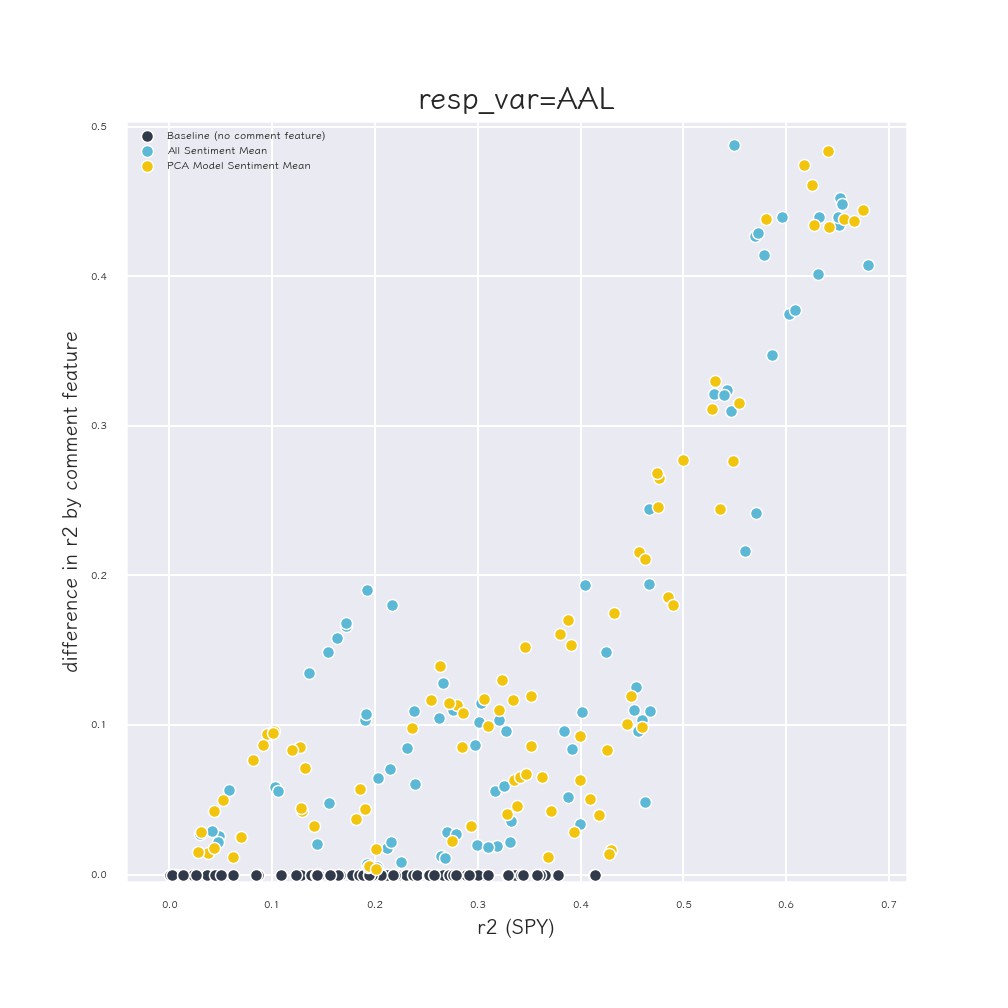 resp_var=AAL
Baseline (no comment feature)
All Sentiment Mean
PCA Model Sentiment Mean
difference in r2 by comment feature
0.5
0.4
0.3
0.2
0.1
0.0
0.0 0.1 0.2 0.3 0.4 0.5 0.6 0.7
r2 (SPY)